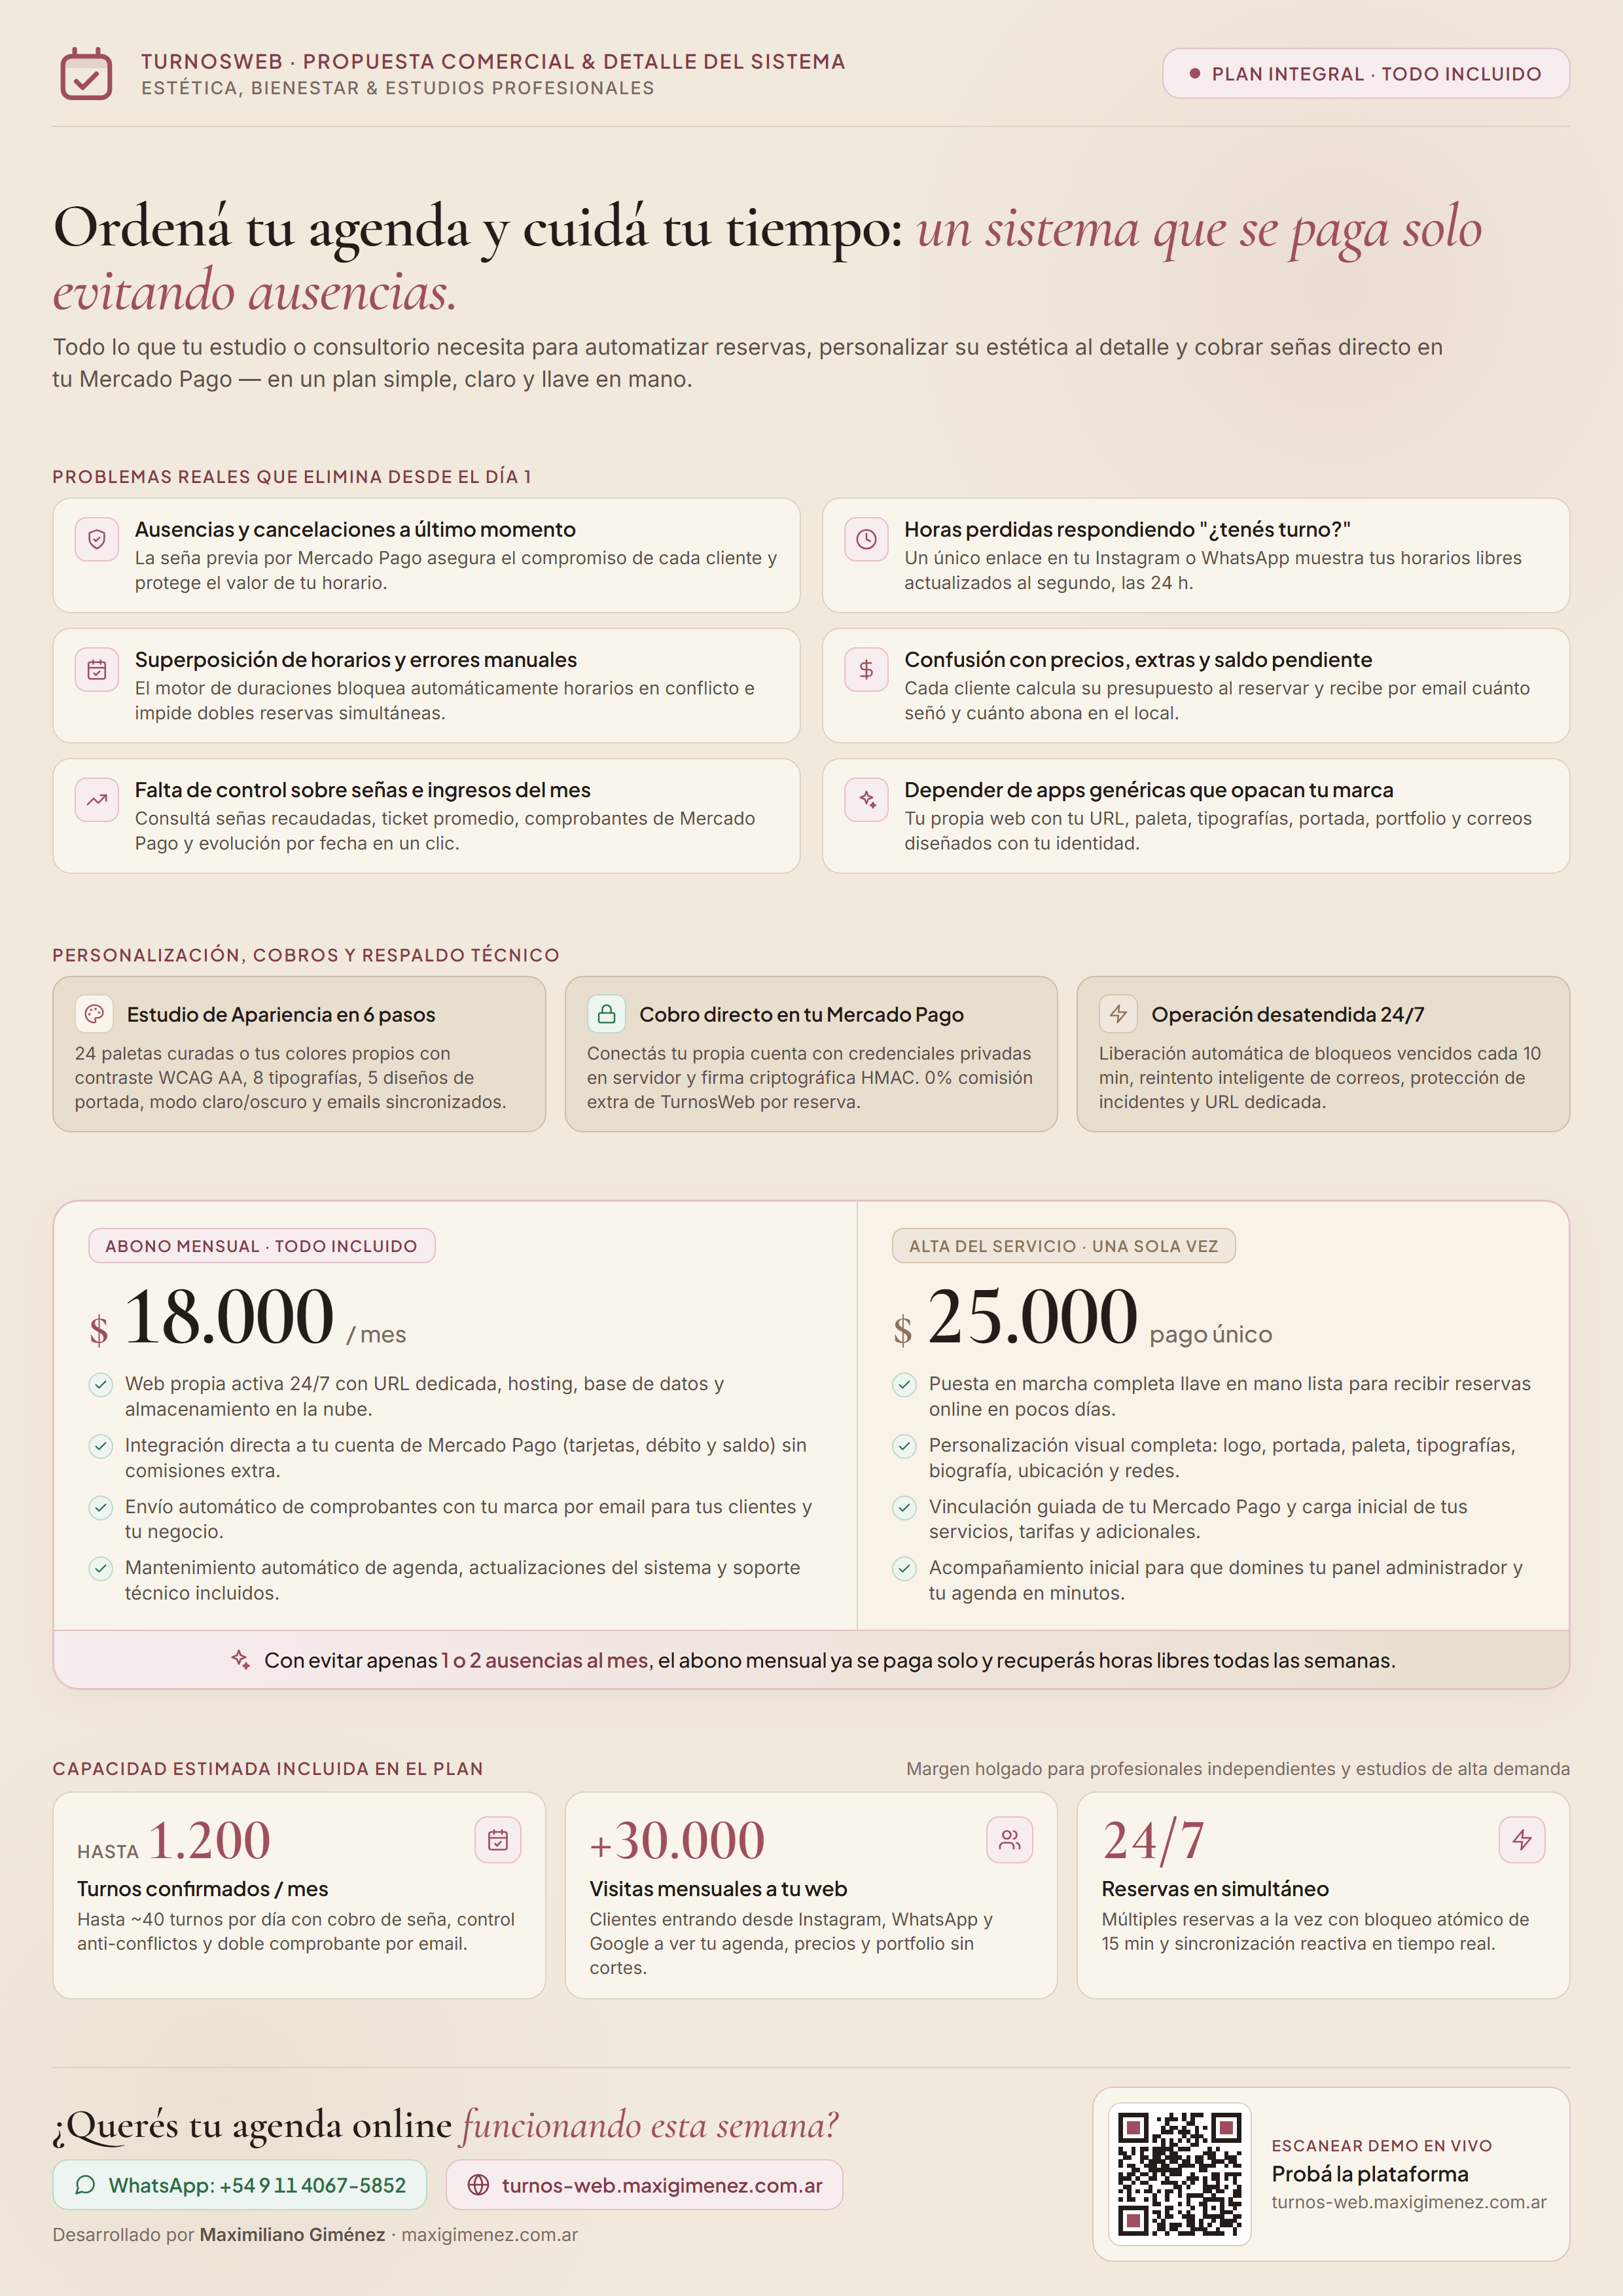 TURNOSWEB · PROPUESTA COMERCIAL & DETALLE DEL SISTEMA
ESTÉTICA, BIENESTAR & ESTUDIOS PROFESIONALES
PLAN INTEGRAL · TODO INCLUIDO
Ordená tu agenda y cuidá tu tiempo: un sistema que se paga solo
evitando ausencias.
Todo lo que tu estudio o consultorio necesita para automatizar reservas, personalizar su estética al detalle y cobrar señas directo en
tu Mercado Pago — en un plan simple, claro y llave en mano.
PROBLEMAS REALES QUE ELIMINA DESDE EL DÍA 1
Ausencias y cancelaciones a último momento
La seña previa por Mercado Pago asegura el compromiso de cada cliente y
protege el valor de tu horario.
Horas perdidas respondiendo "¿tenés turno?"
Un único enlace en tu Instagram o WhatsApp muestra tus horarios libres
actualizados al segundo, las 24 h.
Superposición de horarios y errores manuales
El motor de duraciones bloquea automáticamente horarios en conflicto e
impide dobles reservas simultáneas.
Confusión con precios, extras y saldo pendiente
Cada cliente calcula su presupuesto al reservar y recibe por email cuánto
señó y cuánto abona en el local.
Falta de control sobre señas e ingresos del mes
Consultá señas recaudadas, ticket promedio, comprobantes de Mercado
Pago y evolución por fecha en un clic.
Depender de apps genéricas que opacan tu marca
Tu propia web con tu URL, paleta, tipografías, portada, portfolio y correos
diseñados con tu identidad.
PERSONALIZACIÓN, COBROS Y RESPALDO TÉCNICO
Estudio de Apariencia en 6 pasos
24 paletas curadas o tus colores propios con
contraste WCAG AA, 8 tipografías, 5 diseños de
portada, modo claro/oscuro y emails sincronizados.
Cobro directo en tu Mercado Pago
Conectás tu propia cuenta con credenciales privadas
en servidor y firma criptográfica HMAC. 0% comisión
extra de TurnosWeb por reserva.
Operación desatendida 24/7
Liberación automática de bloqueos vencidos cada 10
min, reintento inteligente de correos, protección de
incidentes y URL dedicada.
ABONO MENSUAL · TODO INCLUIDO
$ 18.000 / mes
Web propia activa 24/7 con URL dedicada, hosting, base de datos y
almacenamiento en la nube.
Integración directa a tu cuenta de Mercado Pago (tarjetas, débito y saldo) sin
comisiones extra.
Envío automático de comprobantes con tu marca por email para tus clientes y
tu negocio.
Mantenimiento automático de agenda, actualizaciones del sistema y soporte
técnico incluidos.
ALTA DEL SERVICIO · UNA SOLA VEZ
$ 25.000 pago único
Puesta en marcha completa llave en mano lista para recibir reservas
online en pocos días.
Personalización visual completa: logo, portada, paleta, tipografías,
biografía, ubicación y redes.
Vinculación guiada de tu Mercado Pago y carga inicial de tus
servicios, tarifas y adicionales.
Acompañamiento inicial para que domines tu panel administrador y
tu agenda en minutos.
Con evitar apenas 1 o 2 ausencias al mes, el abono mensual ya se paga solo y recuperás horas libres todas las semanas.
CAPACIDAD ESTIMADA INCLUIDA EN EL PLAN
Margen holgado para profesionales independientes y estudios de alta demanda
HASTA 1.200
Turnos confirmados / mes
Hasta ~40 turnos por día con cobro de seña, control
anti-conflictos y doble comprobante por email.
+30.000
Visitas mensuales a tu web
Clientes entrando desde Instagram, WhatsApp y
Google a ver tu agenda, precios y portfolio sin
cortes.
24/7
Reservas en simultáneo
Múltiples reservas a la vez con bloqueo atómico de
15 min y sincronización reactiva en tiempo real.
¿Querés tu agenda online funcionando esta semana?
WhatsApp: +54 9 11 4067-5852
turnos-web.maxigimenez.com.ar
Desarrollado por Maximiliano Giménez · maxigimenez.com.ar
ESCANEAR DEMO EN VIVO
Probá la plataforma
turnos-web.maxigimenez.com.ar